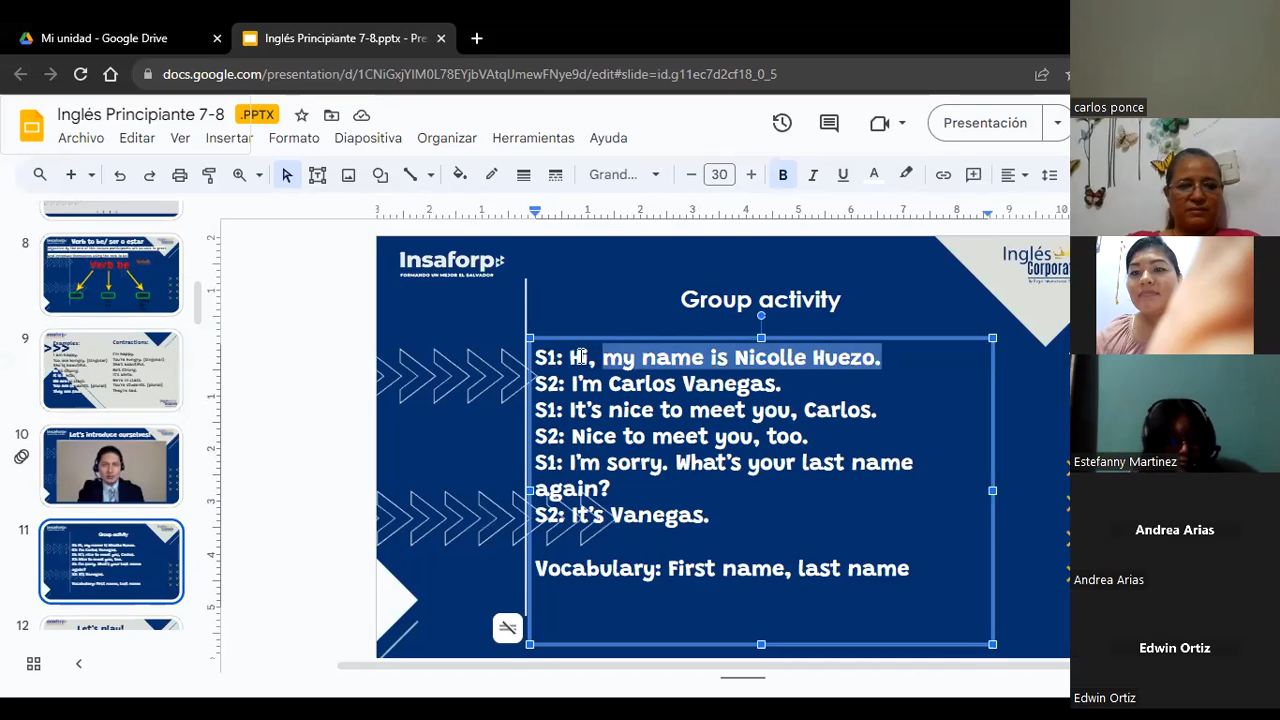 Mi unidad - Google Drive
Inglés Principiante 7-8.pptx - Pre
docs.google.com/presentation/d/1CNiGxjYIM0L78EYjbVAtqlJmewFNye9d/edit#slide=id.g11ec7d2cf18_0_5
Inglés Principiante 7-8 .PPTX
Archivo Editar Ver Insertar Formato Diapositiva Organizar Herramientas Ayuda
Presentación
Grand... 30
8
Verb to be/ ser o estar
Verb be
9
Examples: Contractions:
10
Let's introduce ourselves!
11
Group activity
12
Let's play!
Insaforp
FORMANDO UN MEJOR EL SALVADOR
Inglés
Corpora
Group activity
S1: Hi, my name is Nicolle Huezo.
S2: I'm Carlos Vanegas.
S1: It's nice to meet you, Carlos.
S2: Nice to meet you, too.
S1: I'm sorry. What's your last name
again?
S2: It's Vanegas.
Vocabulary: First name, last name
carlos ponce
Estefanny Martinez
Andrea Arias
Andrea Arias
Edwin Ortiz
Edwin Ortiz